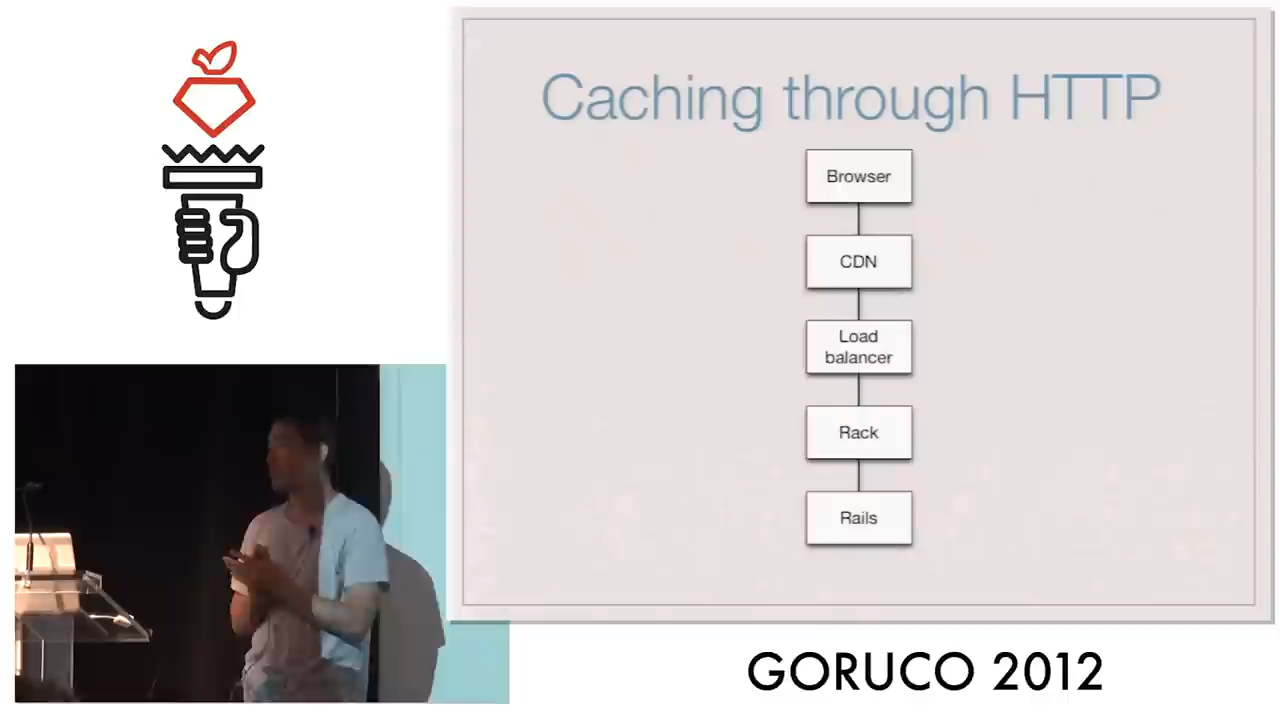 Caching through HTTP
Browser
CDN
Load
balancer
Rack
Rails
GORUCO 2012